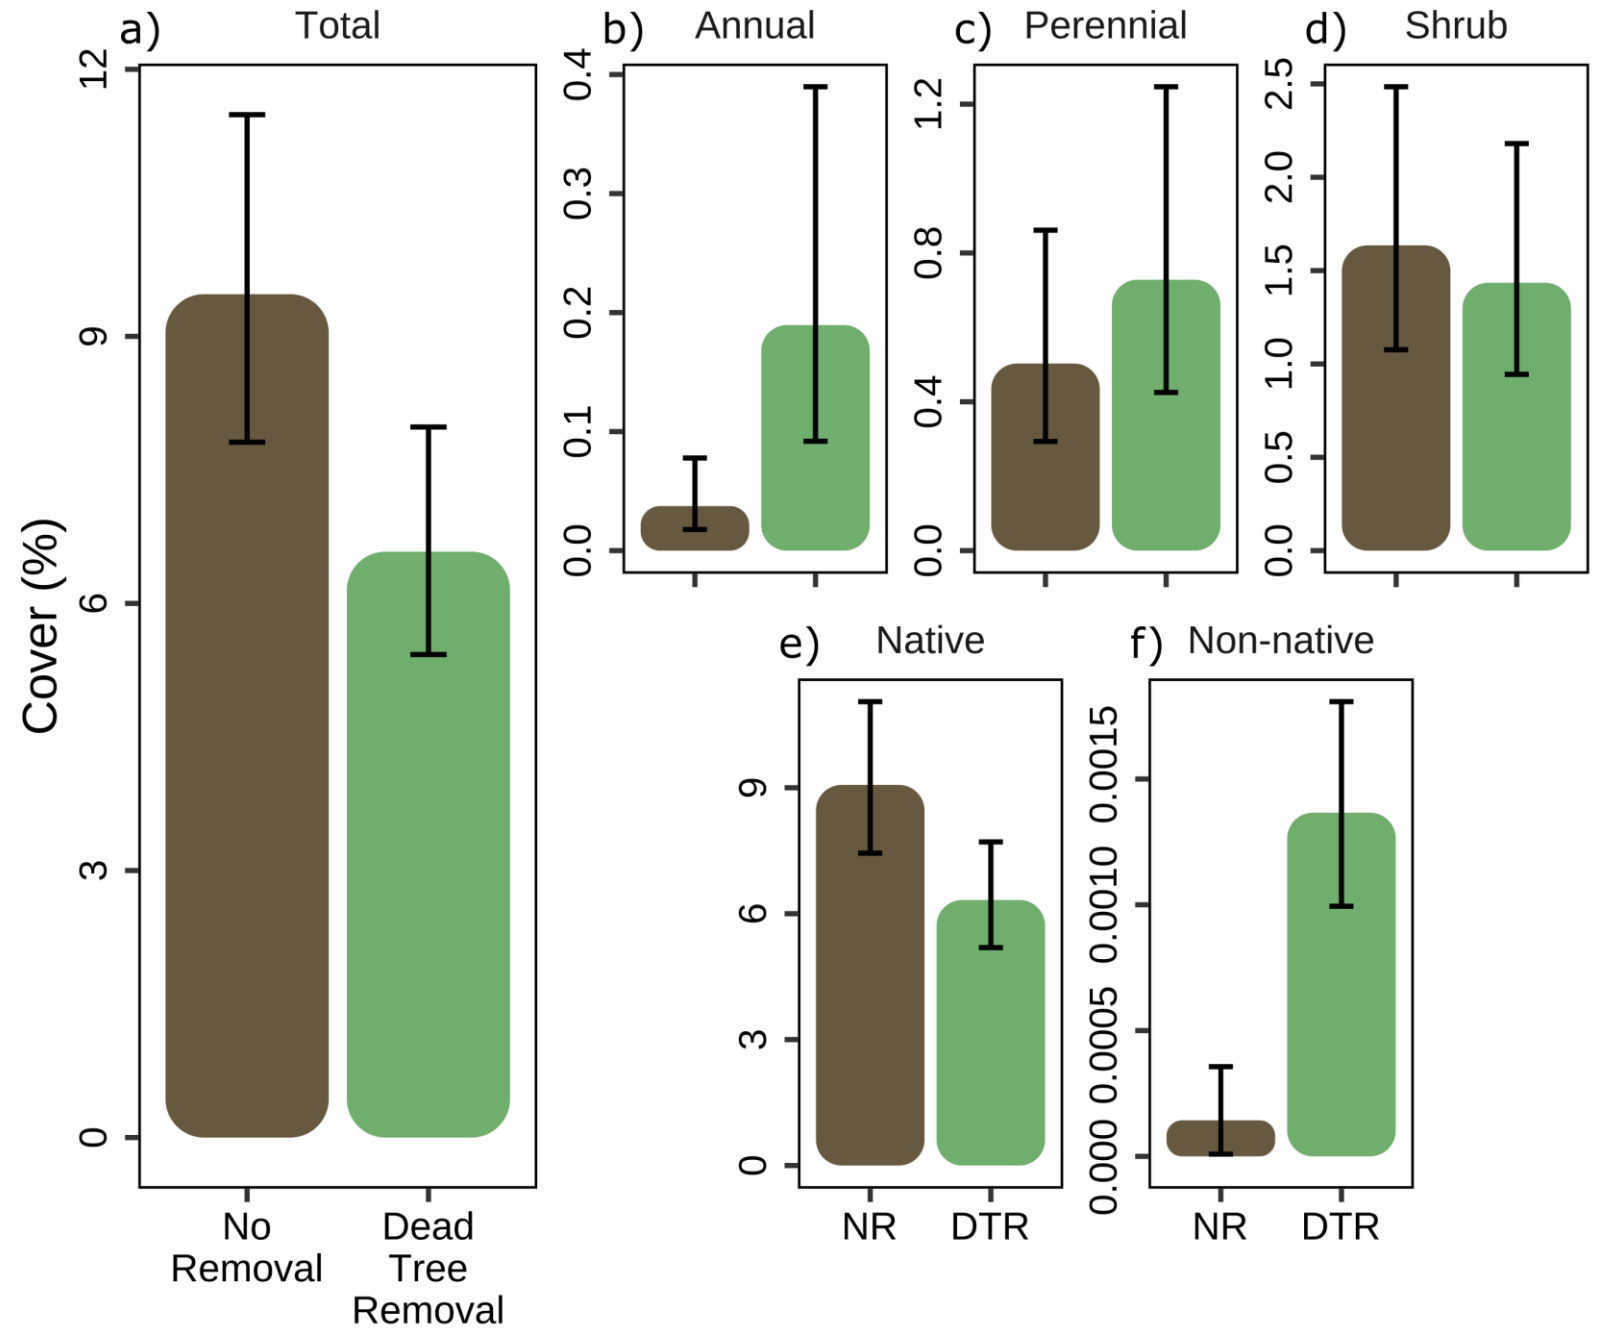 a) Total
b) Annual
c) Perennial
d) Shrub
Cover (%)
12
9
6
3
0
0.4
0.3
0.2
0.1
0.0
1.2
0.8
0.4
0.0
2.5
2.0
1.5
1.0
0.5
0.0
No
Removal
Dead
Tree
Removal
e) Native
f) Non-native
9
6
3
0
0.0015
0.0010
0.0005
0.000
NR
DTR
NR
DTR